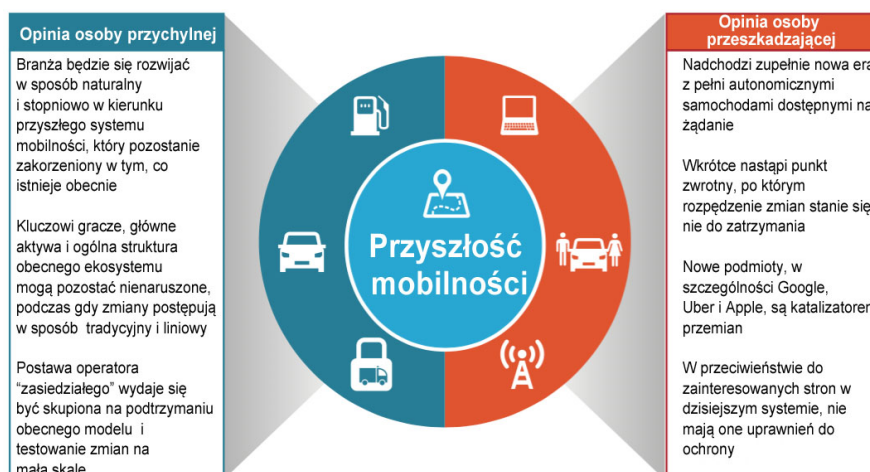 Opinia osoby przychylnej
Branża będzie się rozwijać
w sposób naturalny
i stopniowo w kierunku
przyszłego systemu
mobilności, który pozostanie
zakorzeniony w tym, co
istnieje obecnie
Kluczowi gracze, główne
aktywa i ogólna struktura
obecnego ekosystemu
mogą pozostać nienaruszone,
podczas gdy zmiany postępują
w sposób tradycyjny i liniowy
Postawa operatora
“zasiedziałego” wydaje się
być skupiona na podtrzymaniu
obecnego modelu i
testowanie zmian na
małą skalę
Przyszłość
mobilności
Opinia osoby
przeszkadzającej
Nadchodzi zupełnie nowa era
z pełni autonomicznymi
samochodami dostępnymi na
żądanie
Wkrótce nastąpi punkt
zwrotny, po którym
rozpędzenie zmian stanie się
nie do zatrzymania
Nowe podmioty, w
szczególności Google,
Uber i Apple, są katalizatorem
przemian
W przeciwieństwie do
zainteresowanych stron w
dzisiejszym systemie, nie
mają one uprawnień do
ochrony